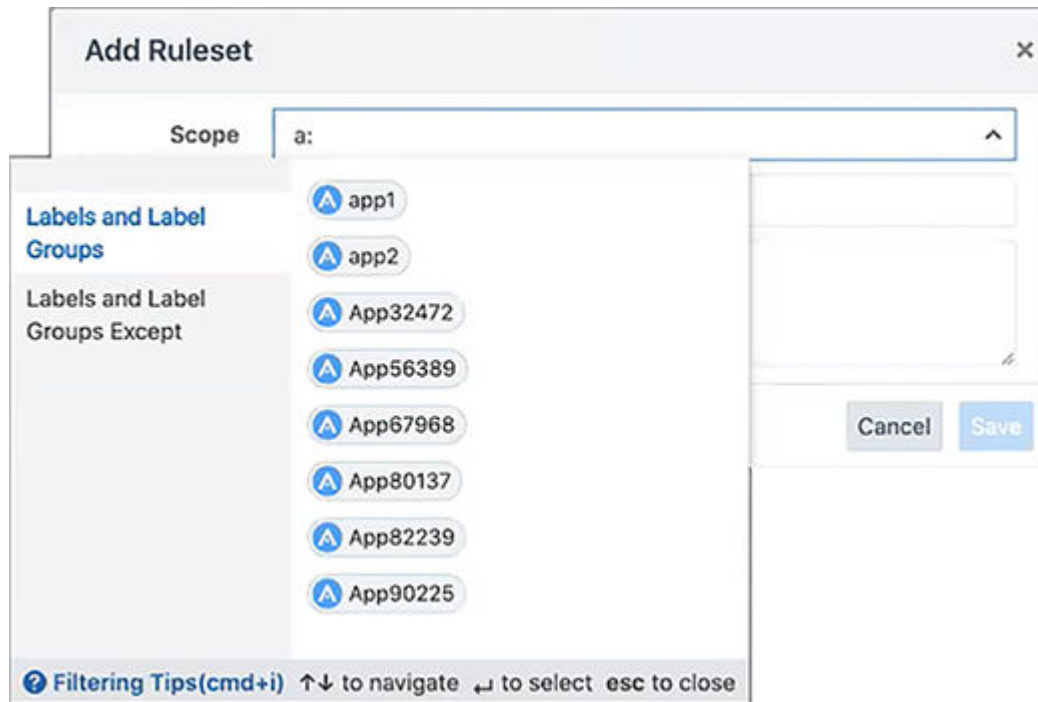 Add Ruleset ×
Scope
a:
Labels and Label
Groups
Labels and Label
Groups Except
app1
app2
App32472
App56389
App67968
App80137
App82239
App90225
Cancel
Save
? Filtering Tips(cmd+i) ↑↓ to navigate ↵ to select esc to close